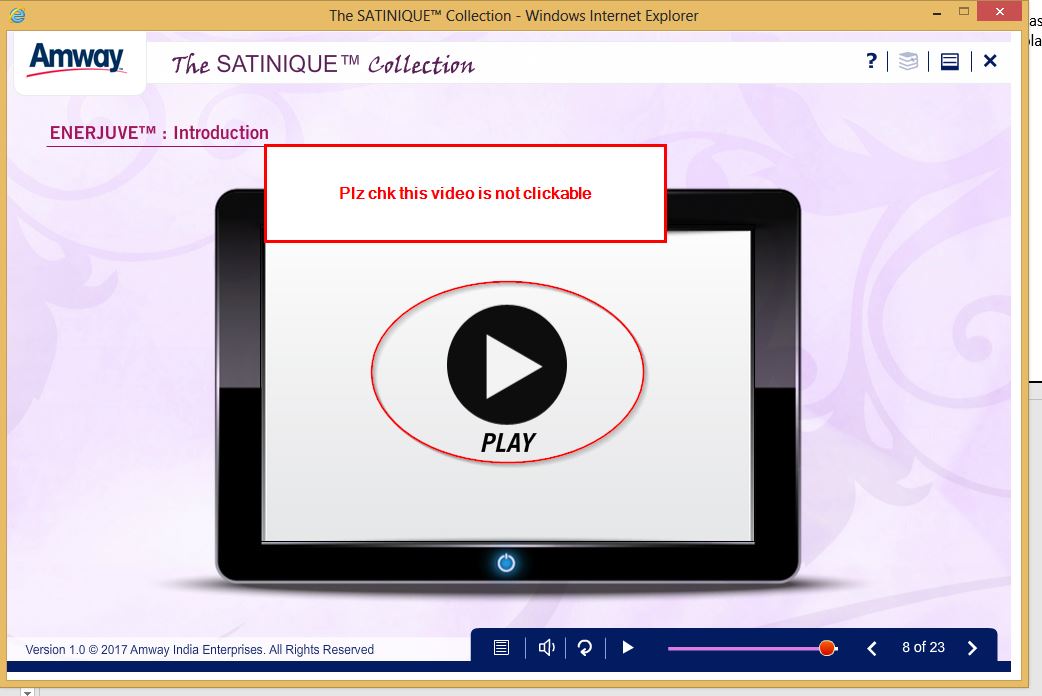 The SATINIQUE™ Collection - Windows Internet Explorer
as
Amway
The SATINIQUE™ Collection
?
ENERJUVE™ : Introduction
Plz chk this video is not clickable
PLAY
Version 1.0 © 2017 Amway India Enterprises. All Rights Reserved
8 of 23